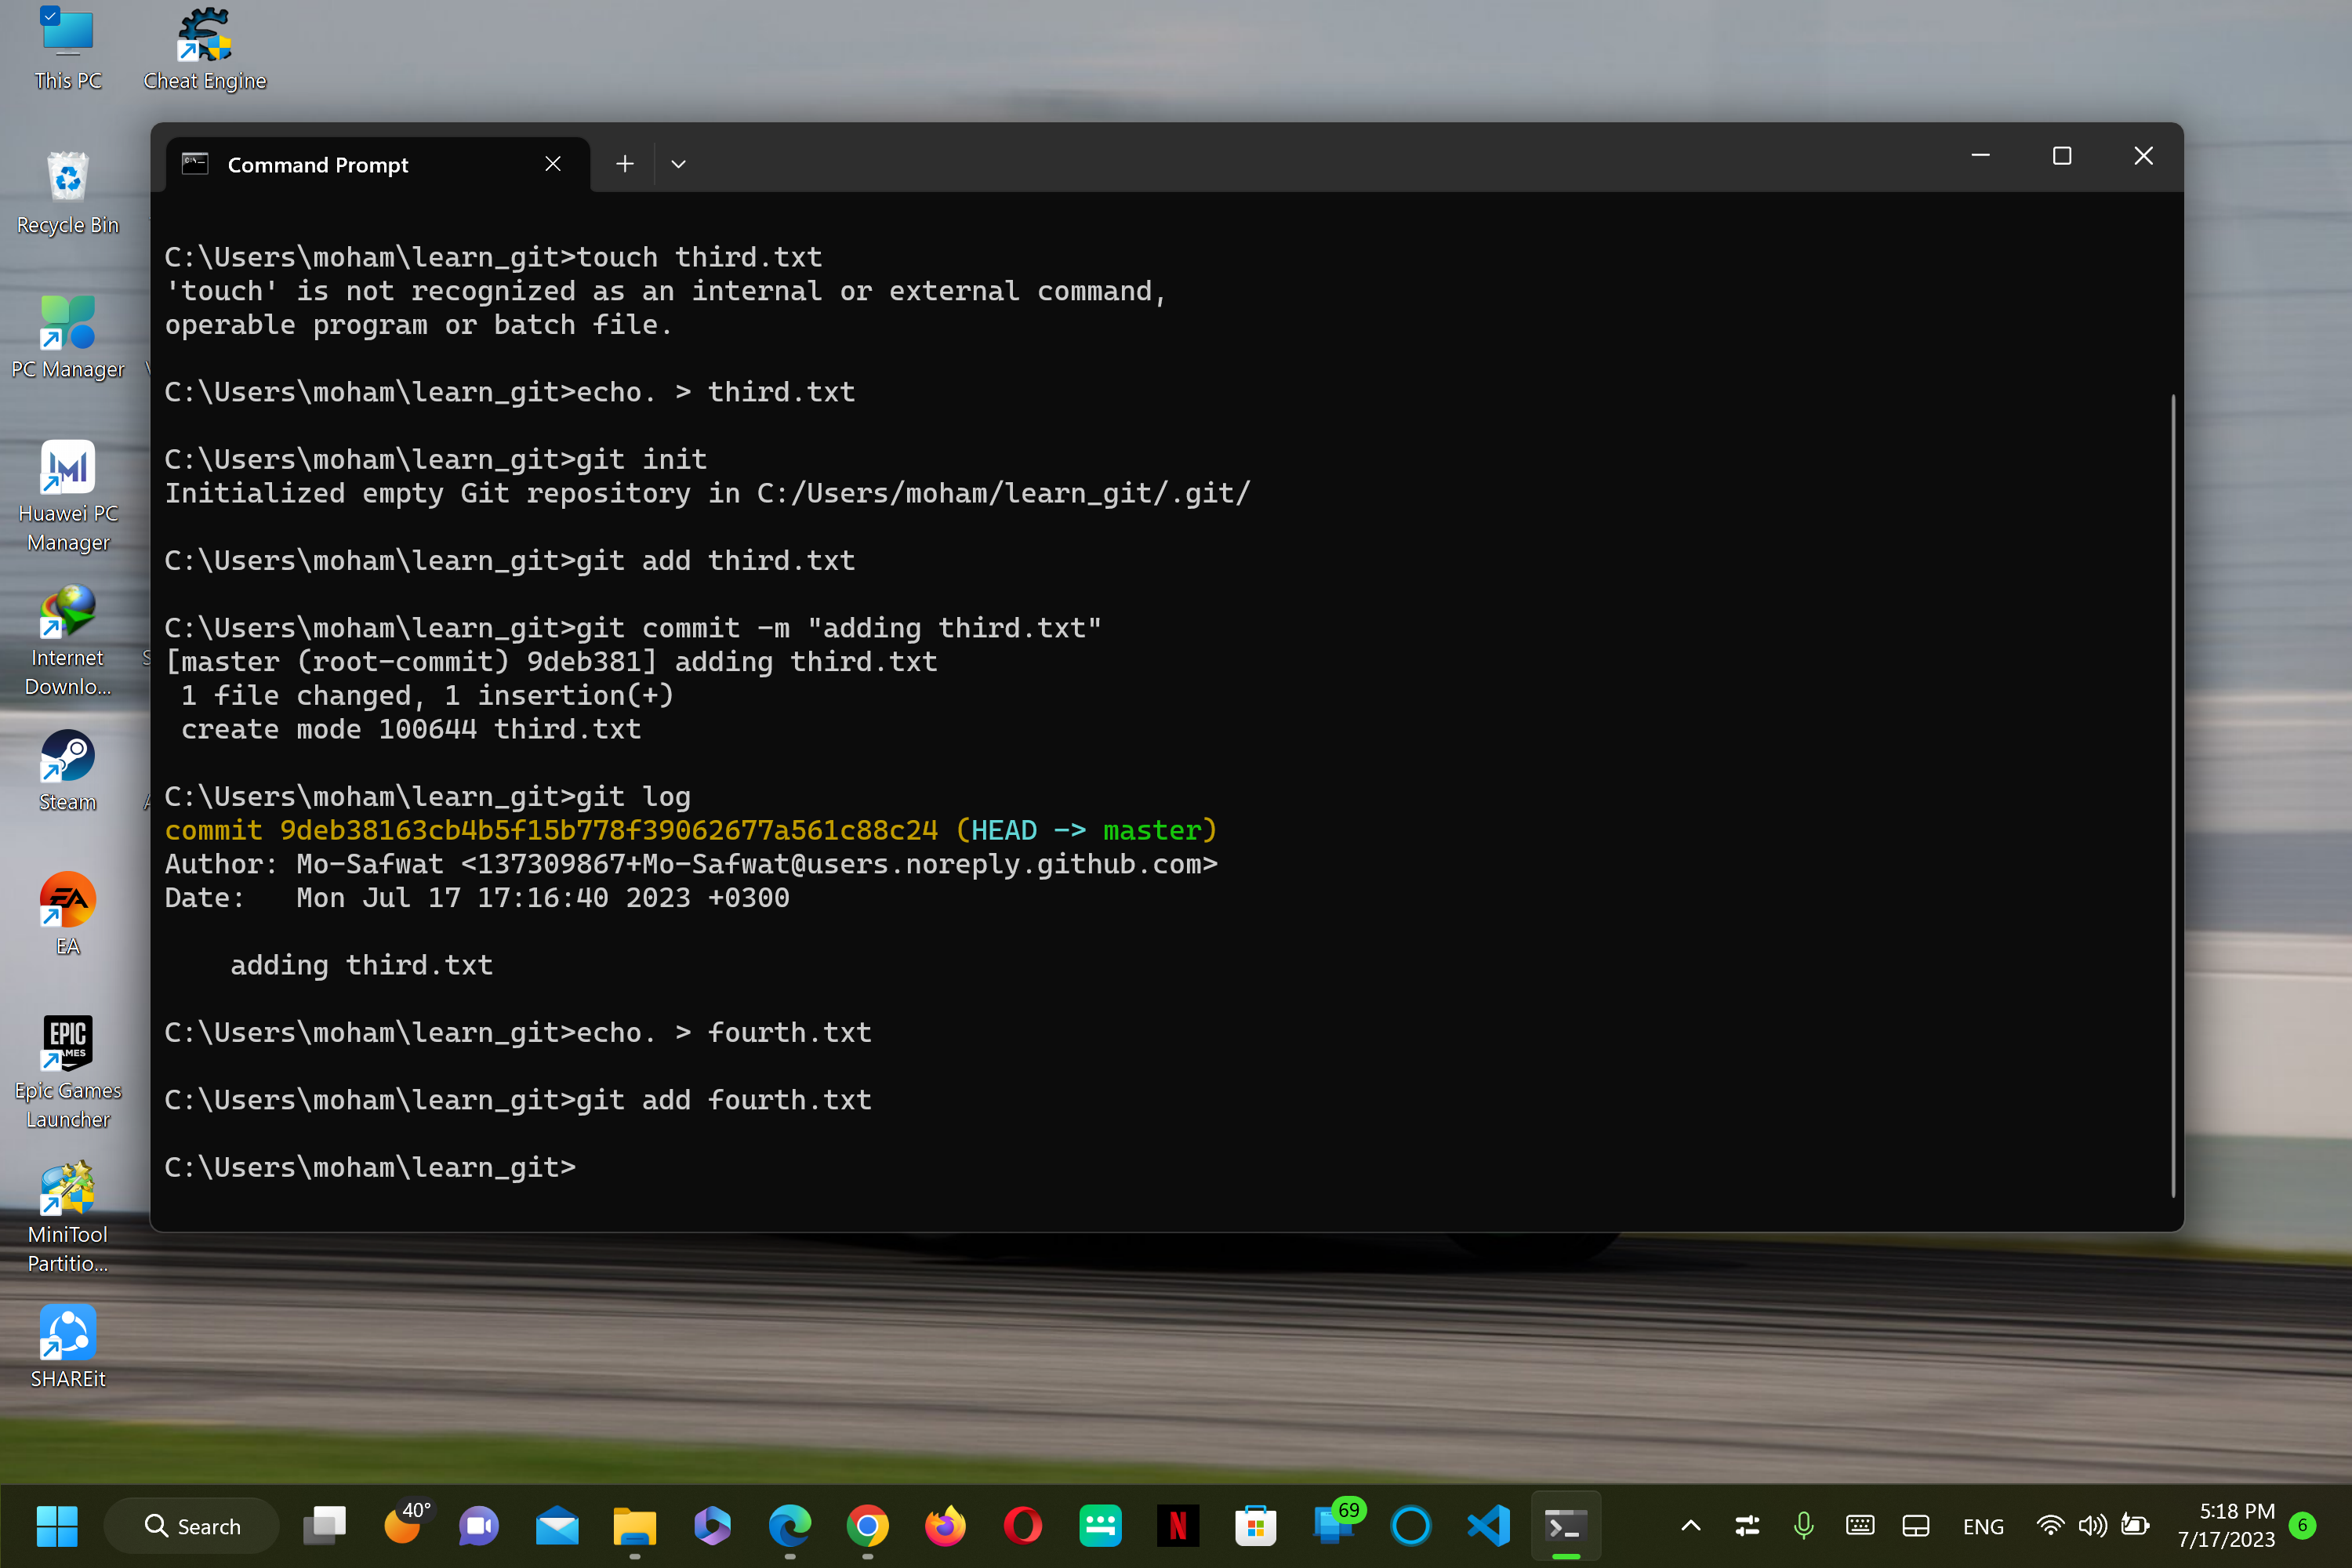 This PC
Cheat Engine
Recycle Bin
PC Manager
Huawei PC
Manager
Internet
Downlo...
Steam
EA
EPIC
Epic Games
Launcher
MiniTool
Partitio...
SHAREit
Command Prompt
C:\Users\moham\learn_git>touch third.txt
'touch' is not recognized as an internal or external command,
operable program or batch file.
C:\Users\moham\learn_git>echo. > third.txt
C:\Users\moham\learn_git>git init
Initialized empty Git repository in C:/Users/moham/learn_git/.git/
C:\Users\moham\learn_git>git add third.txt
C:\Users\moham\learn_git>git commit -m "adding third.txt"
[master (root-commit) 9deb381] adding third.txt
 1 file changed, 1 insertion(+)
 create mode 100644 third.txt
C:\Users\moham\learn_git>git log
commit 9deb38163cb4b5f15b778f39062677a561c88c24 (HEAD -> master)
Author: Mo-Safwat <137309867+Mo-Safwat@users.noreply.github.com>
Date:   Mon Jul 17 17:16:40 2023 +0300
    adding third.txt
C:\Users\moham\learn_git>echo. > fourth.txt
C:\Users\moham\learn_git>git add fourth.txt
C:\Users\moham\learn_git>
Search
40°
N
69
ENG
5:18 PM
7/17/2023
6